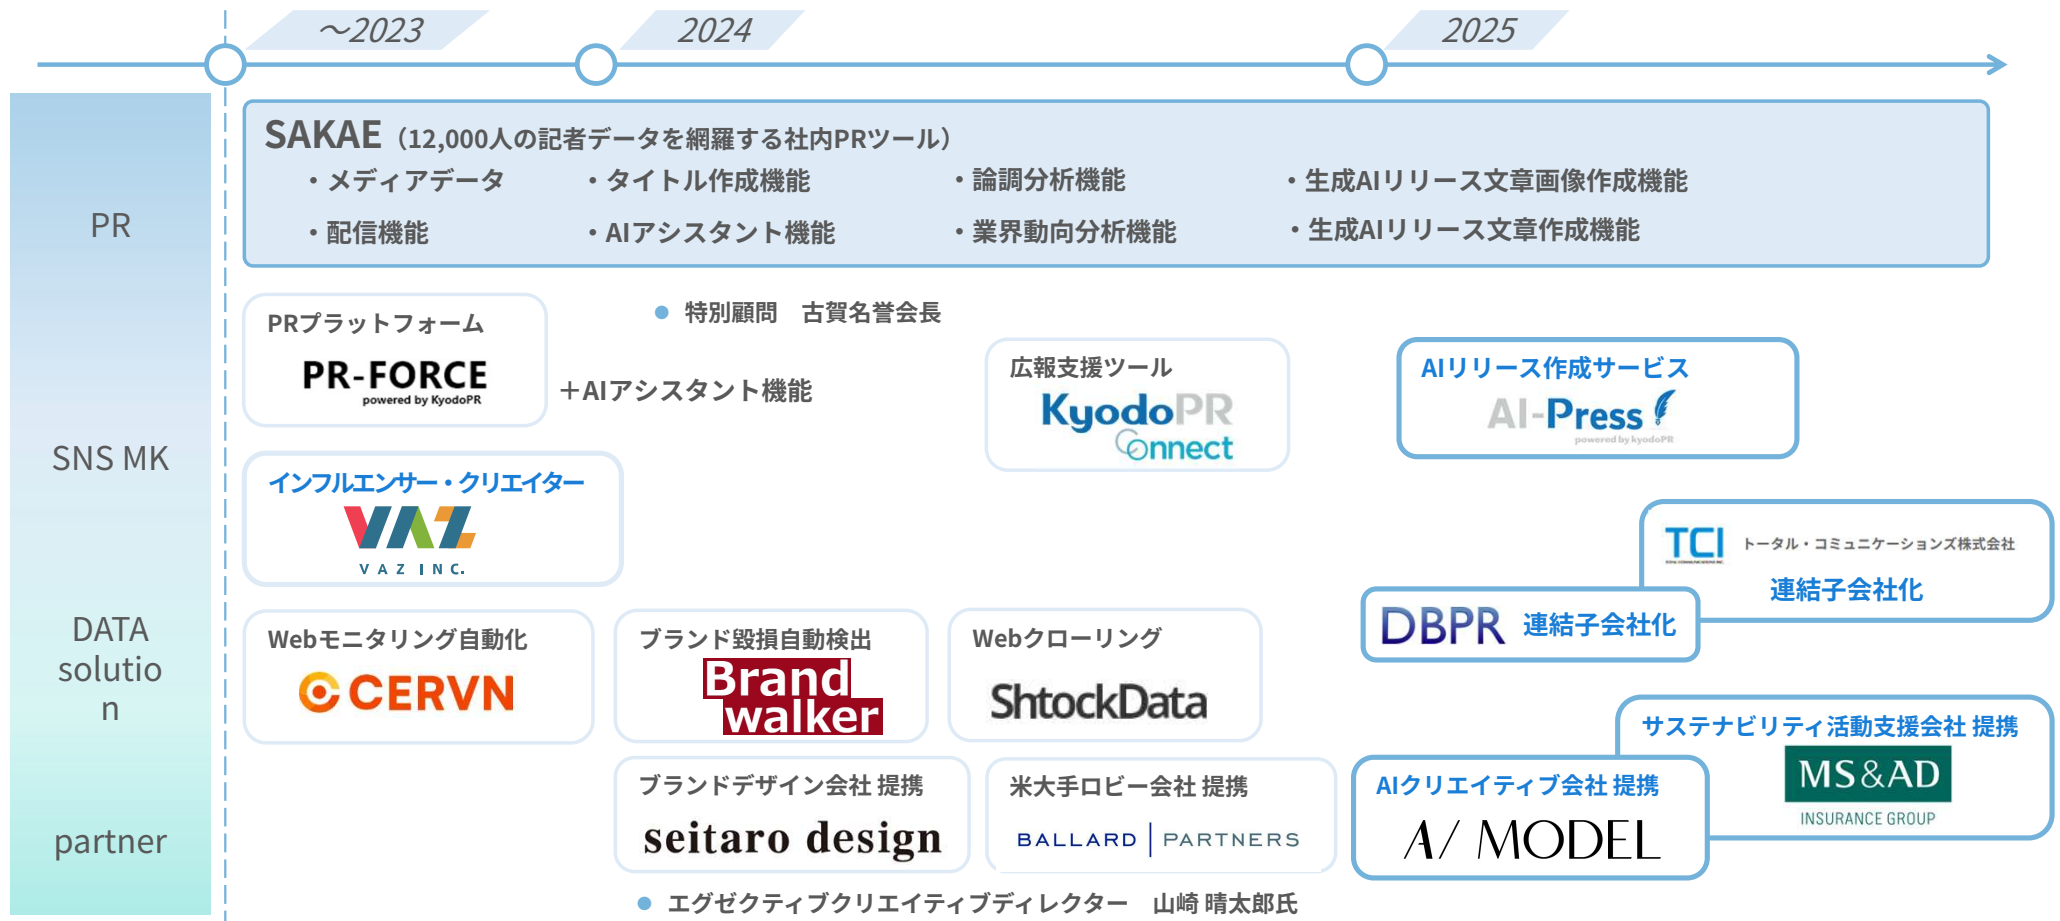 ～2023
2024
2025
PR
SNS MK
DATA
solutio
n
partner
SAKAE（12,000人の記者データを網羅する社内PRツール）
・メディアデータ
・タイトル作成機能
・論調分析機能
・生成AIリリース文章画像作成機能
・配信機能
・AIアシスタント機能
・業界動向分析機能
・生成AIリリース文章作成機能
PRプラットフォーム
PR-FORCE
powered by KyodoPR
＋AIアシスタント機能
● 特別顧問　古賀名誉会長
広報支援ツール
KyodoPR
Connect
AIリリース作成サービス
AI-Press
powered by kyodoPR
インフルエンサー・クリエイター
VAZ
VAZ INC.
TCI
トータル・コミュニケーションズ株式会社
連結子会社化
DBPR 連結子会社化
Webモニタリング自動化
CERVN
ブランド毀損自動検出
Brand
walker
Webクローリング
ShtockData
サステナビリティ活動支援会社 提携
MS&AD
INSURANCE GROUP
ブランドデザイン会社 提携
seitaro design
米大手ロビー会社 提携
BALLARD | PARTNERS
AIクリエイティブ会社 提携
AI MODEL
● エグゼクティブクリエイティブディレクター　山崎 晴太郎氏